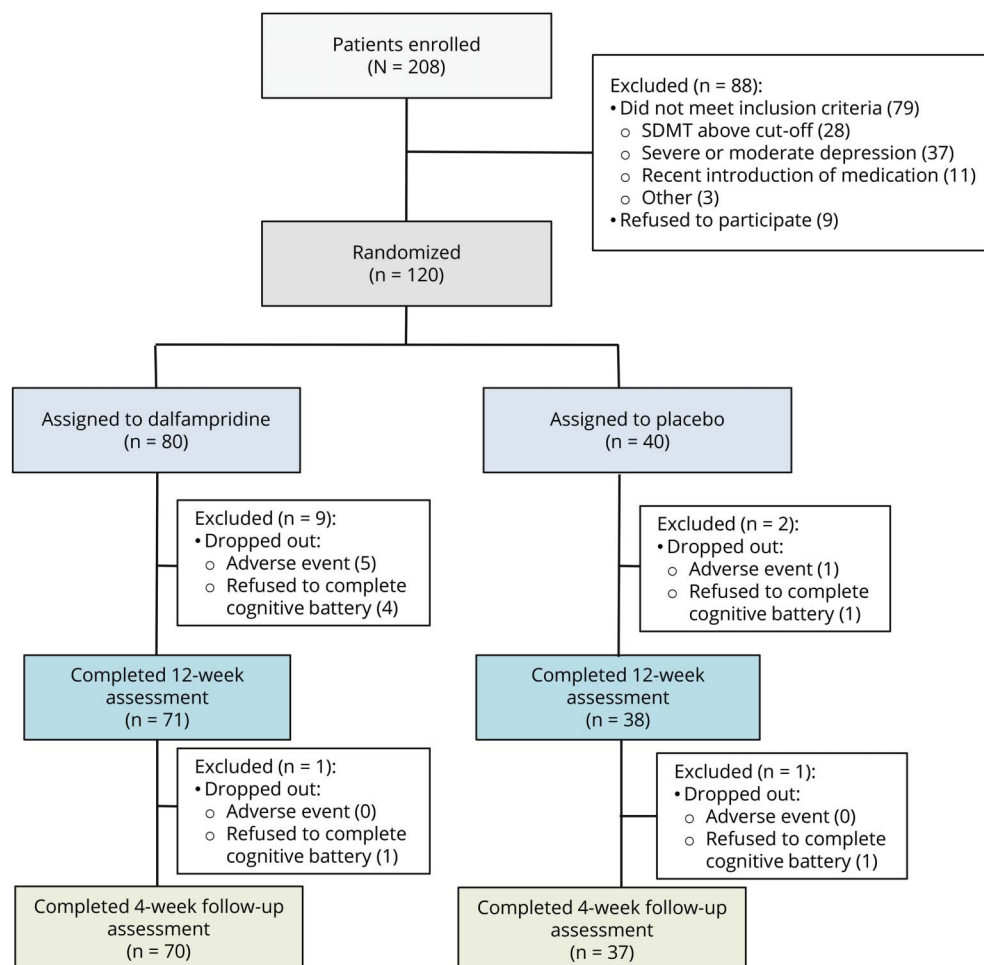 Patients enrolled
(N = 208)
Excluded (n = 88):
• Did not meet inclusion criteria (79)
○ SDMT above cut-off (28)
○ Severe or moderate depression (37)
○ Recent introduction of medication (11)
○ Other (3)
• Refused to participate (9)
Randomized
(n = 120)
Assigned to dalfampridine
(n = 80)
Assigned to placebo
(n = 40)
Excluded (n = 9):
• Dropped out:
○ Adverse event (5)
○ Refused to complete
cognitive battery (4)
Excluded (n = 2):
• Dropped out:
○ Adverse event (1)
○ Refused to complete
cognitive battery (1)
Completed 12-week
assessment
(n = 71)
Completed 12-week
assessment
(n = 38)
Excluded (n = 1):
• Dropped out:
○ Adverse event (0)
○ Refused to complete
cognitive battery (1)
Excluded (n = 1):
• Dropped out:
○ Adverse event (0)
○ Refused to complete
cognitive battery (1)
Completed 4-week follow-up
assessment
(n = 70)
Completed 4-week follow-up
assessment
(n = 37)